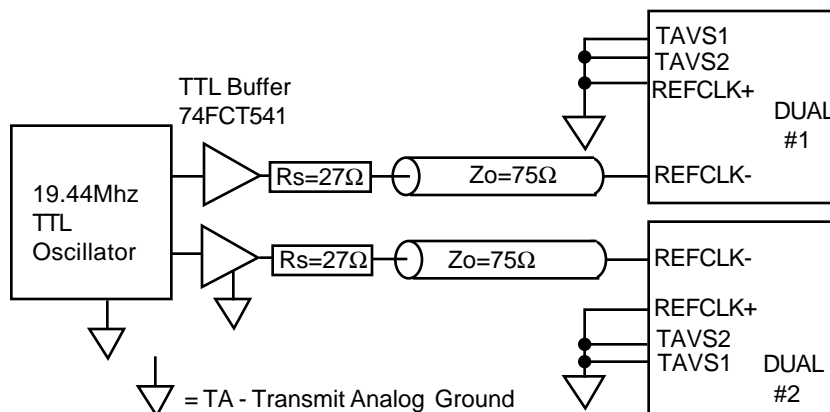 TTL Buffer
74FCT541
19.44Mhz
TTL
Oscillator
Rs=27Ω
Zo=75Ω
TAVS1
TAVS2
REFCLK+
DUAL
#1
REFCLK-
Rs=27Ω
Zo=75Ω
REFCLK-
REFCLK+
TAVS2
TAVS1
DUAL
#2
= TA - Transmit Analog Ground